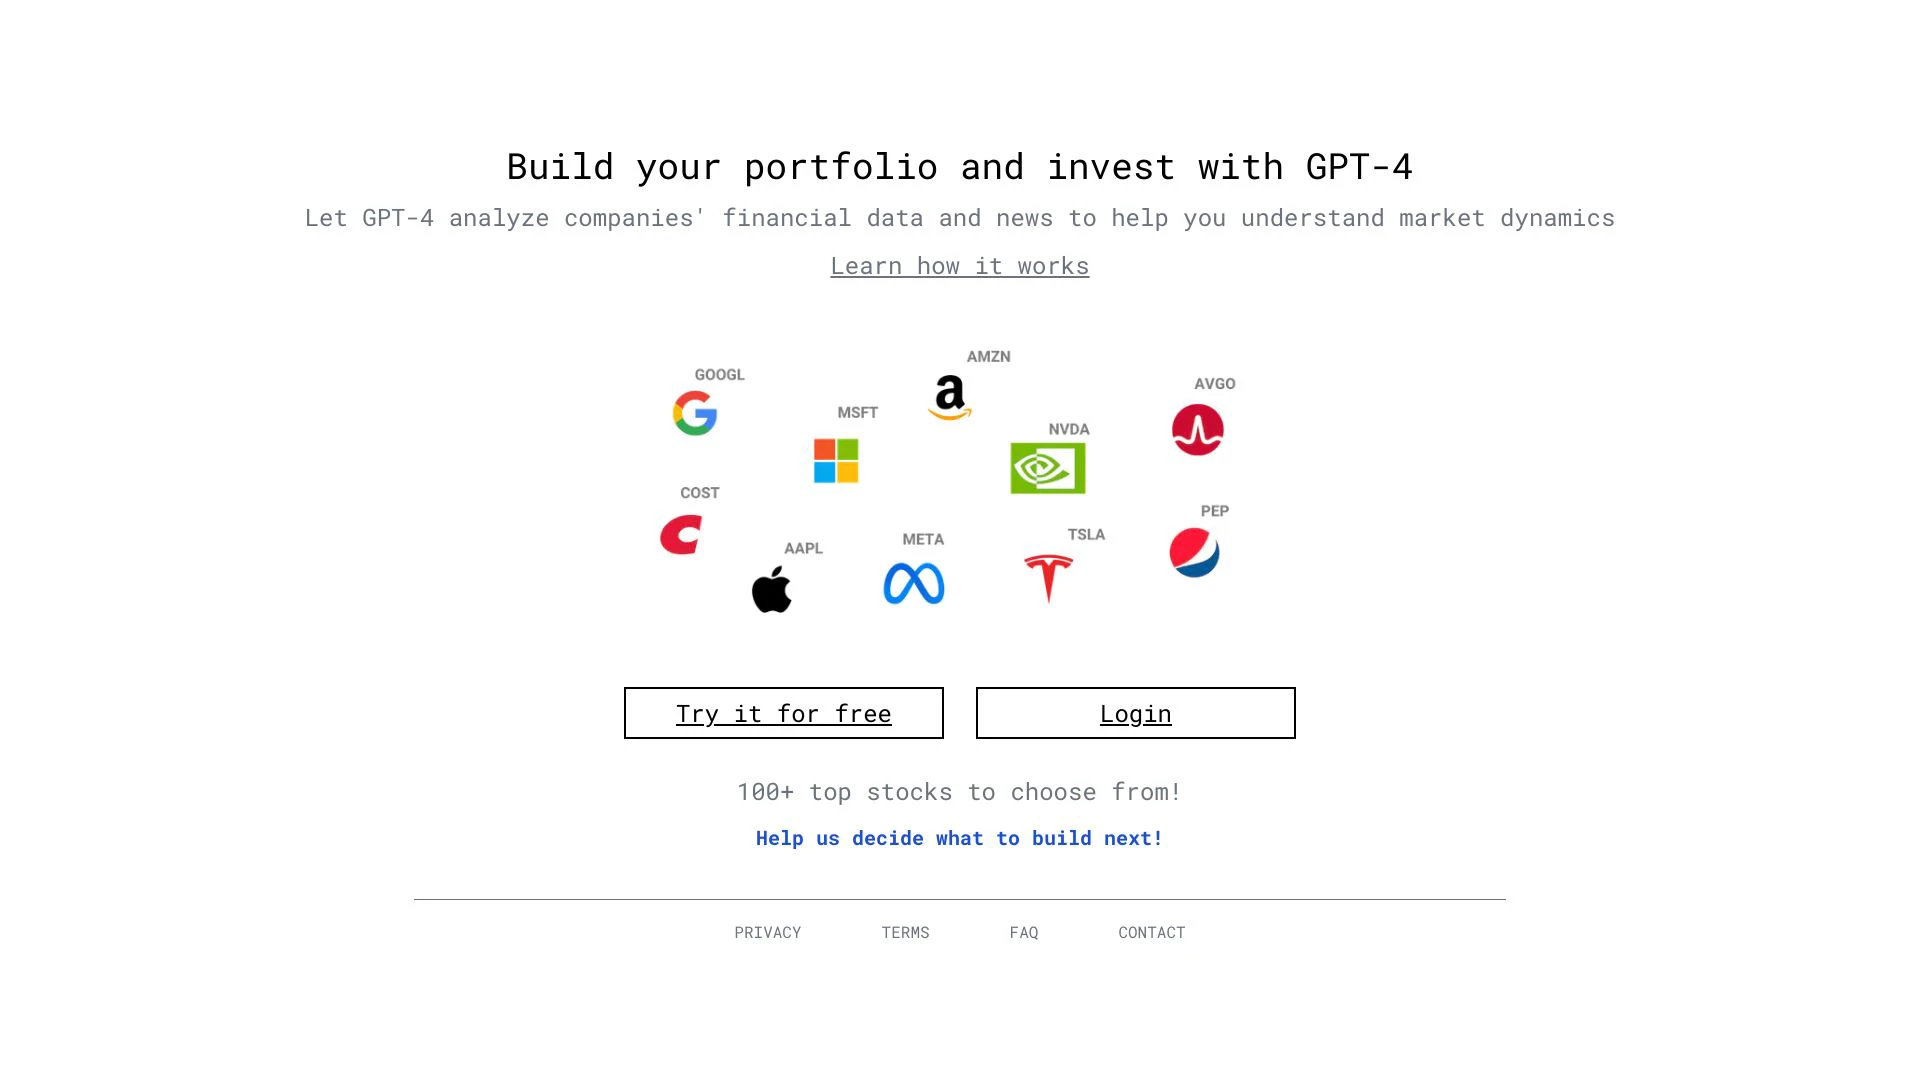 Build your portfolio and invest with GPT-4
Let GPT-4 analyze companies' financial data and news to help you understand market dynamics
Learn how it works
AMZN
GOOGL
AVGO
MSFT
NVDA
COST
PEP
TSLA
META
AAPL
Try it for free
Login
100+ top stocks to choose from!
Help us decide what to build next!
PRIVACY
TERMS
FAQ
CONTACT